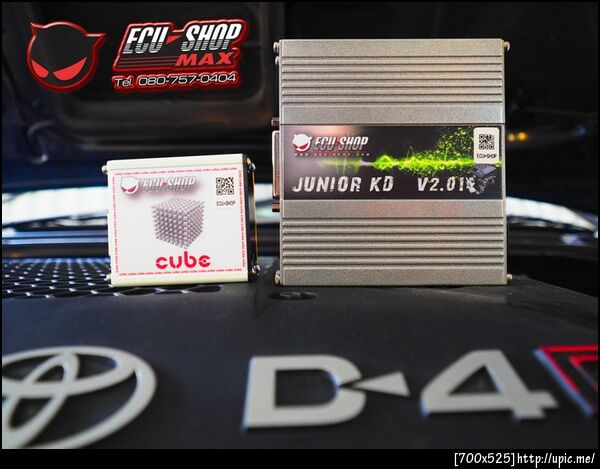 ECU-SHOP
MAX
Tel. 080-757-0404
ECU-SHOP
ECU-SHOP
cube
ECU-SHOP
ECU-SHOP
JUNIOR KD V2.01
D-4
[700x525]http://upic.me/